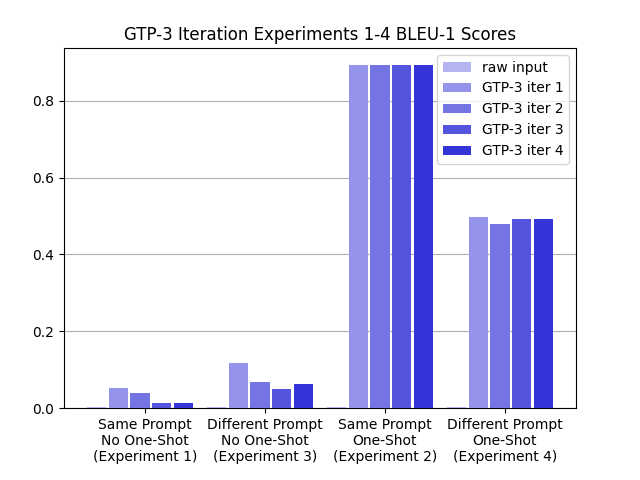 GTP-3 Iteration Experiments 1-4 BLEU-1 Scores
raw input
GTP-3 iter 1
GTP-3 iter 2
GTP-3 iter 3
GTP-3 iter 4
0.8
0.6
0.4
0.2
0.0
Same Prompt
No One-Shot
(Experiment 1)
Different Prompt
No One-Shot
(Experiment 3)
Same Prompt
One-Shot
(Experiment 2)
Different Prompt
One-Shot
(Experiment 4)